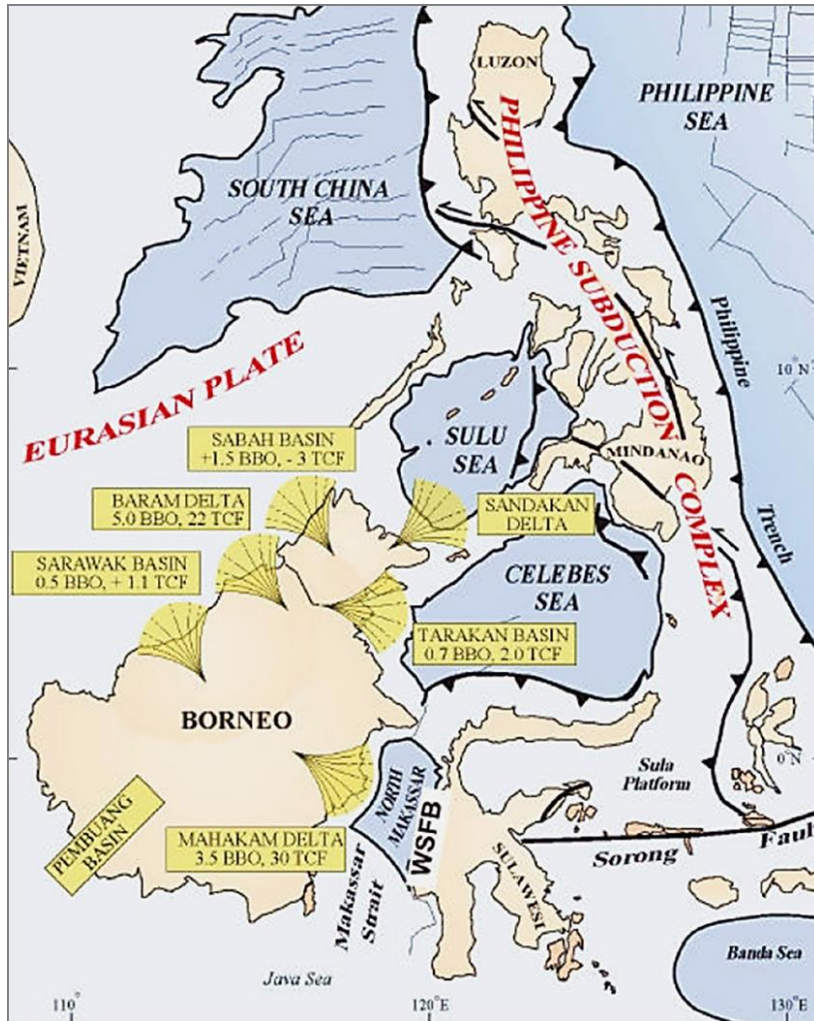 LUZON
PHILIPPINE
SEA
SOUTH CHINA
SEA
VIETNAM
PHILIPPINE SUBDUCTION COMPLEX
Philippine
Trench
10°N
EURASIAN PLATE
SULU
SEA
MINDANAO
SABAH BASIN
+1.5 BBO, - 3 TCF
BARAM DELTA
5.0 BBO, 22 TCF
SANDAKAN
DELTA
SARAWAK BASIN
0.5 BBO, + 1.1 TCF
CELEBES
SEA
TARAKAN BASIN
0.7 BBO, 2.0 TCF
BORNEO
NORTH
MAKASSAR
WSFB
Sula
Platform
0°N
PEMBUANG
BASIN
MAHAKAM DELTA
3.5 BBO, 30 TCF
Makassar
Strait
SULAWESI
Sorong Faul
Banda Sea
Java Sea
110°
120°E
130°E